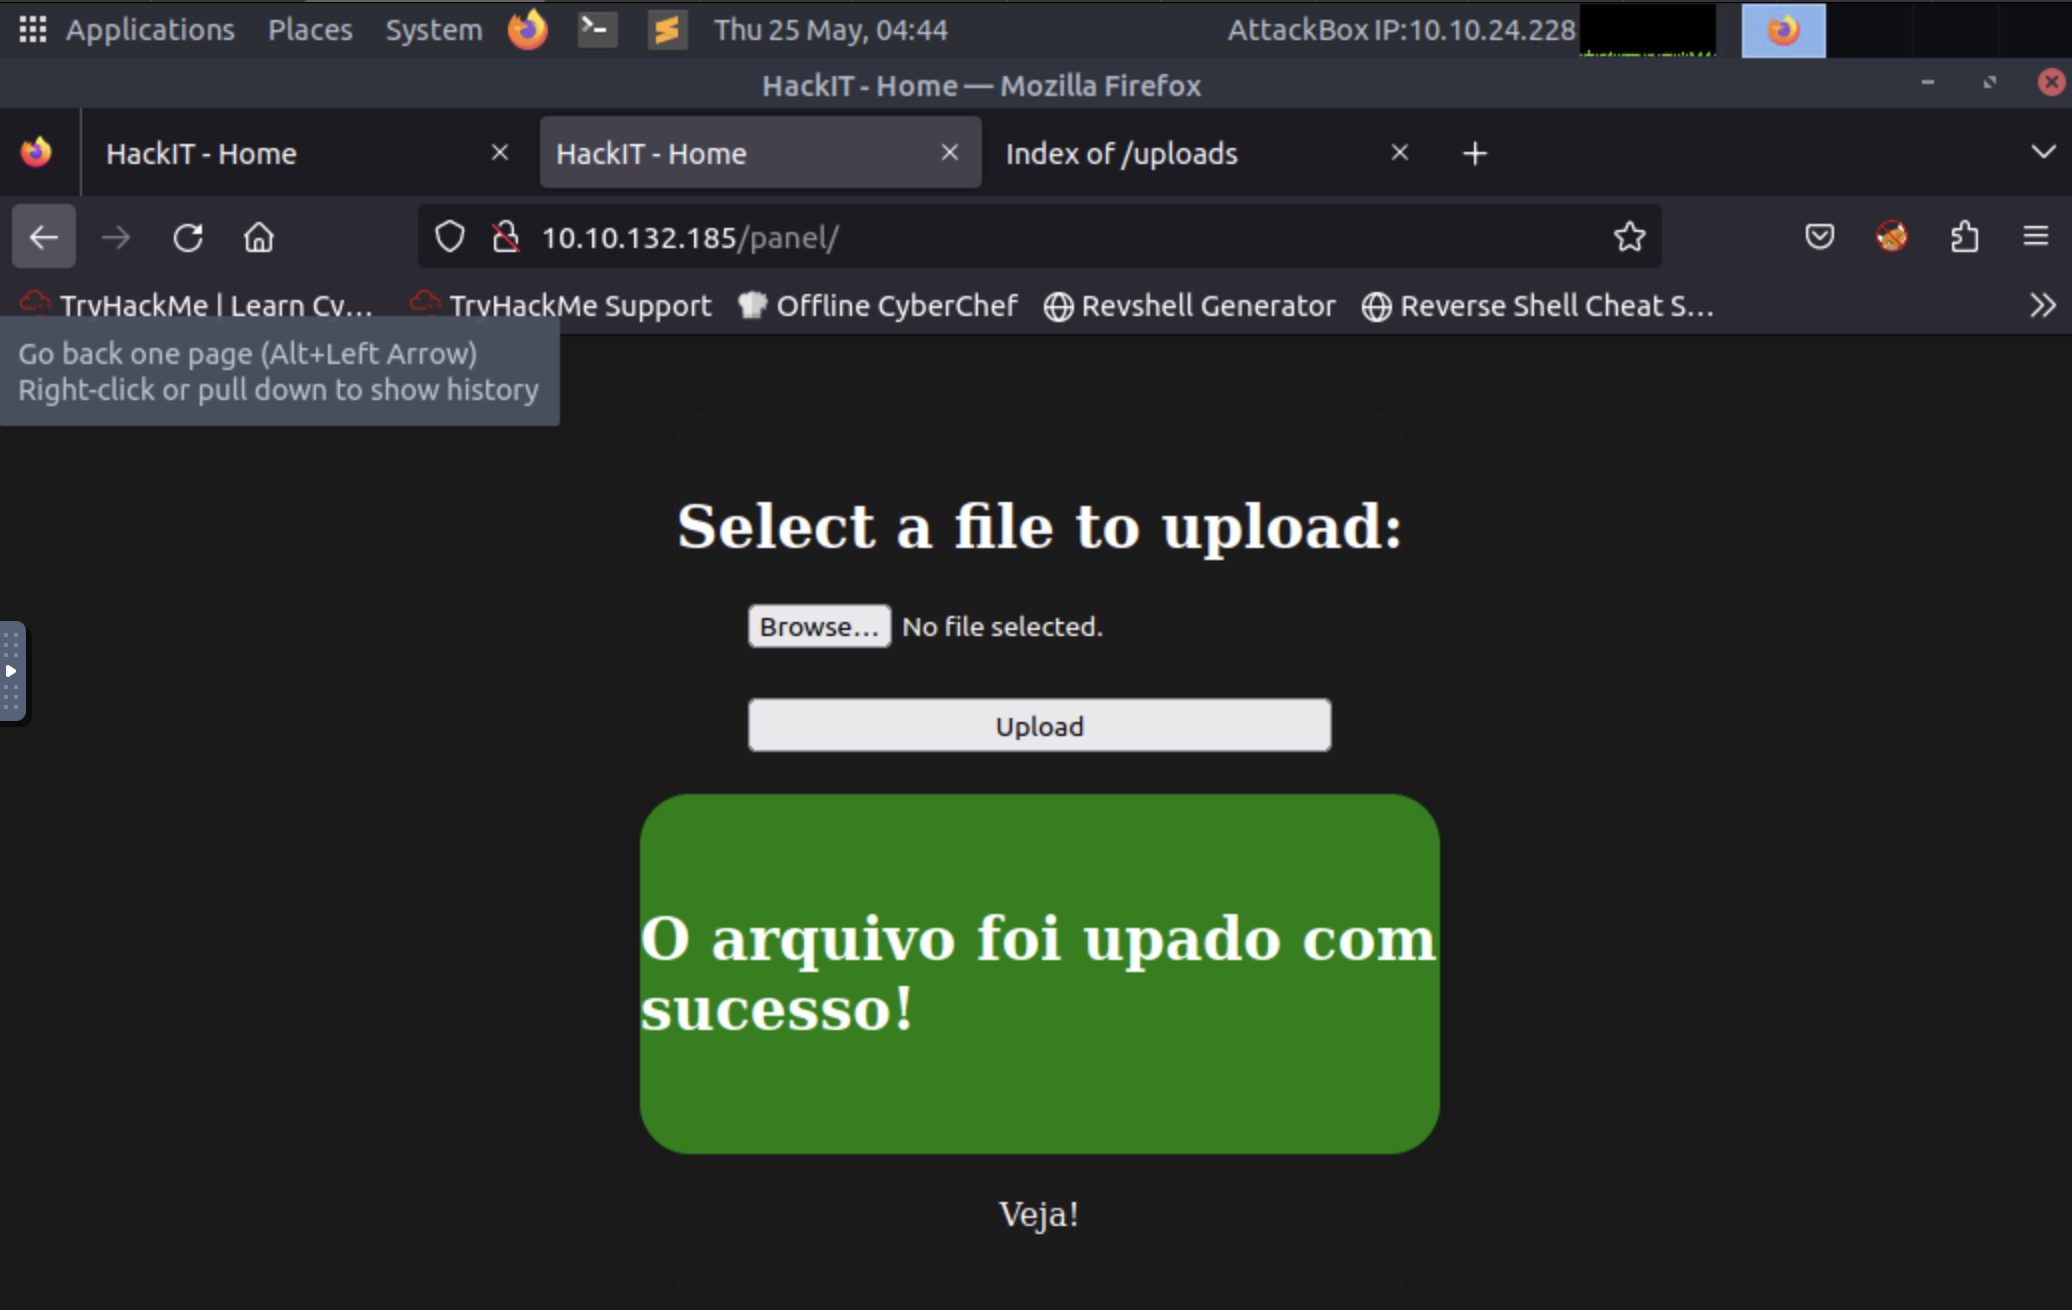 Applications Places System Thu 25 May, 04:44 AttackBox IP:10.10.24.228
HackIT - Home — Mozilla Firefox
HackIT - Home HackIT - Home Index of /uploads
10.10.132.185/panel/
TryHackMe | Learn Cy... TryHackMe Support Offline CyberChef Revshell Generator Reverse Shell Cheat S...
Go back one page (Alt+Left Arrow)
Right-click or pull down to show history
Select a file to upload:
Browse... No file selected.
Upload
O arquivo foi upado com
sucesso!
Veja!